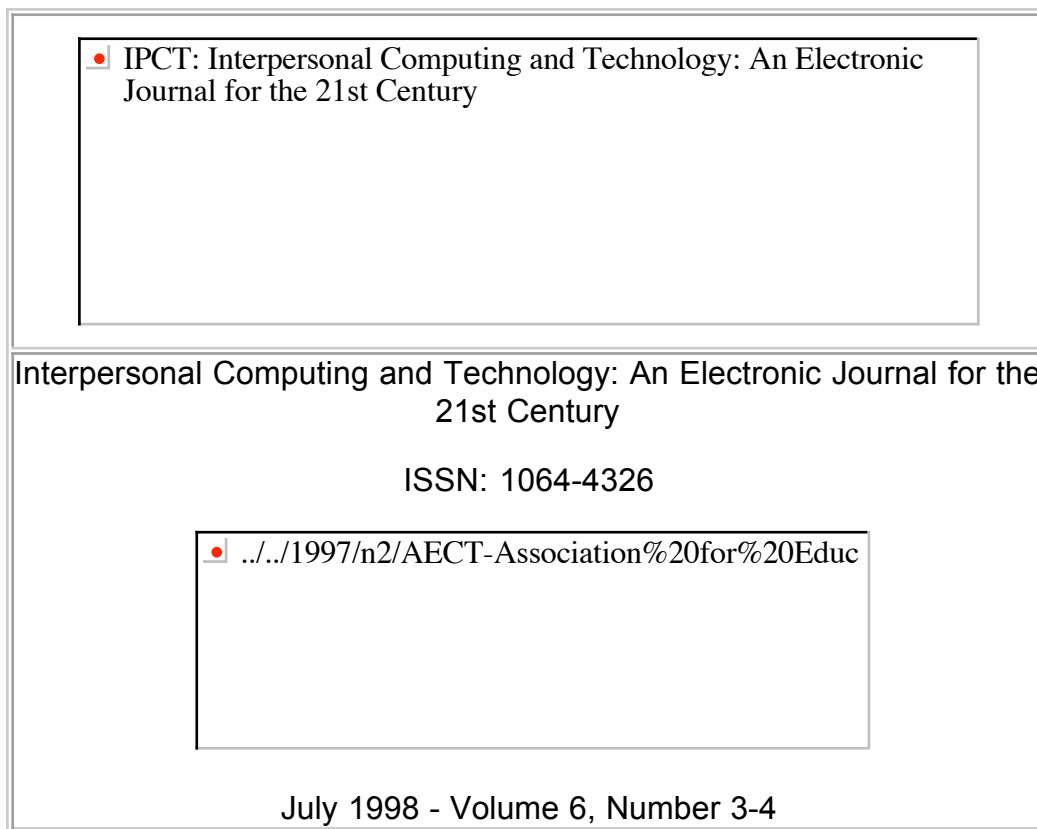 IPCT: Interpersonal Computing and Technology: An Electronic
Journal for the 21st Century
Interpersonal Computing and Technology: An Electronic Journal for the
21st Century
ISSN: 1064-4326
../../1997/n2/AECT-Association%20for%20Educ
July 1998 - Volume 6, Number 3-4